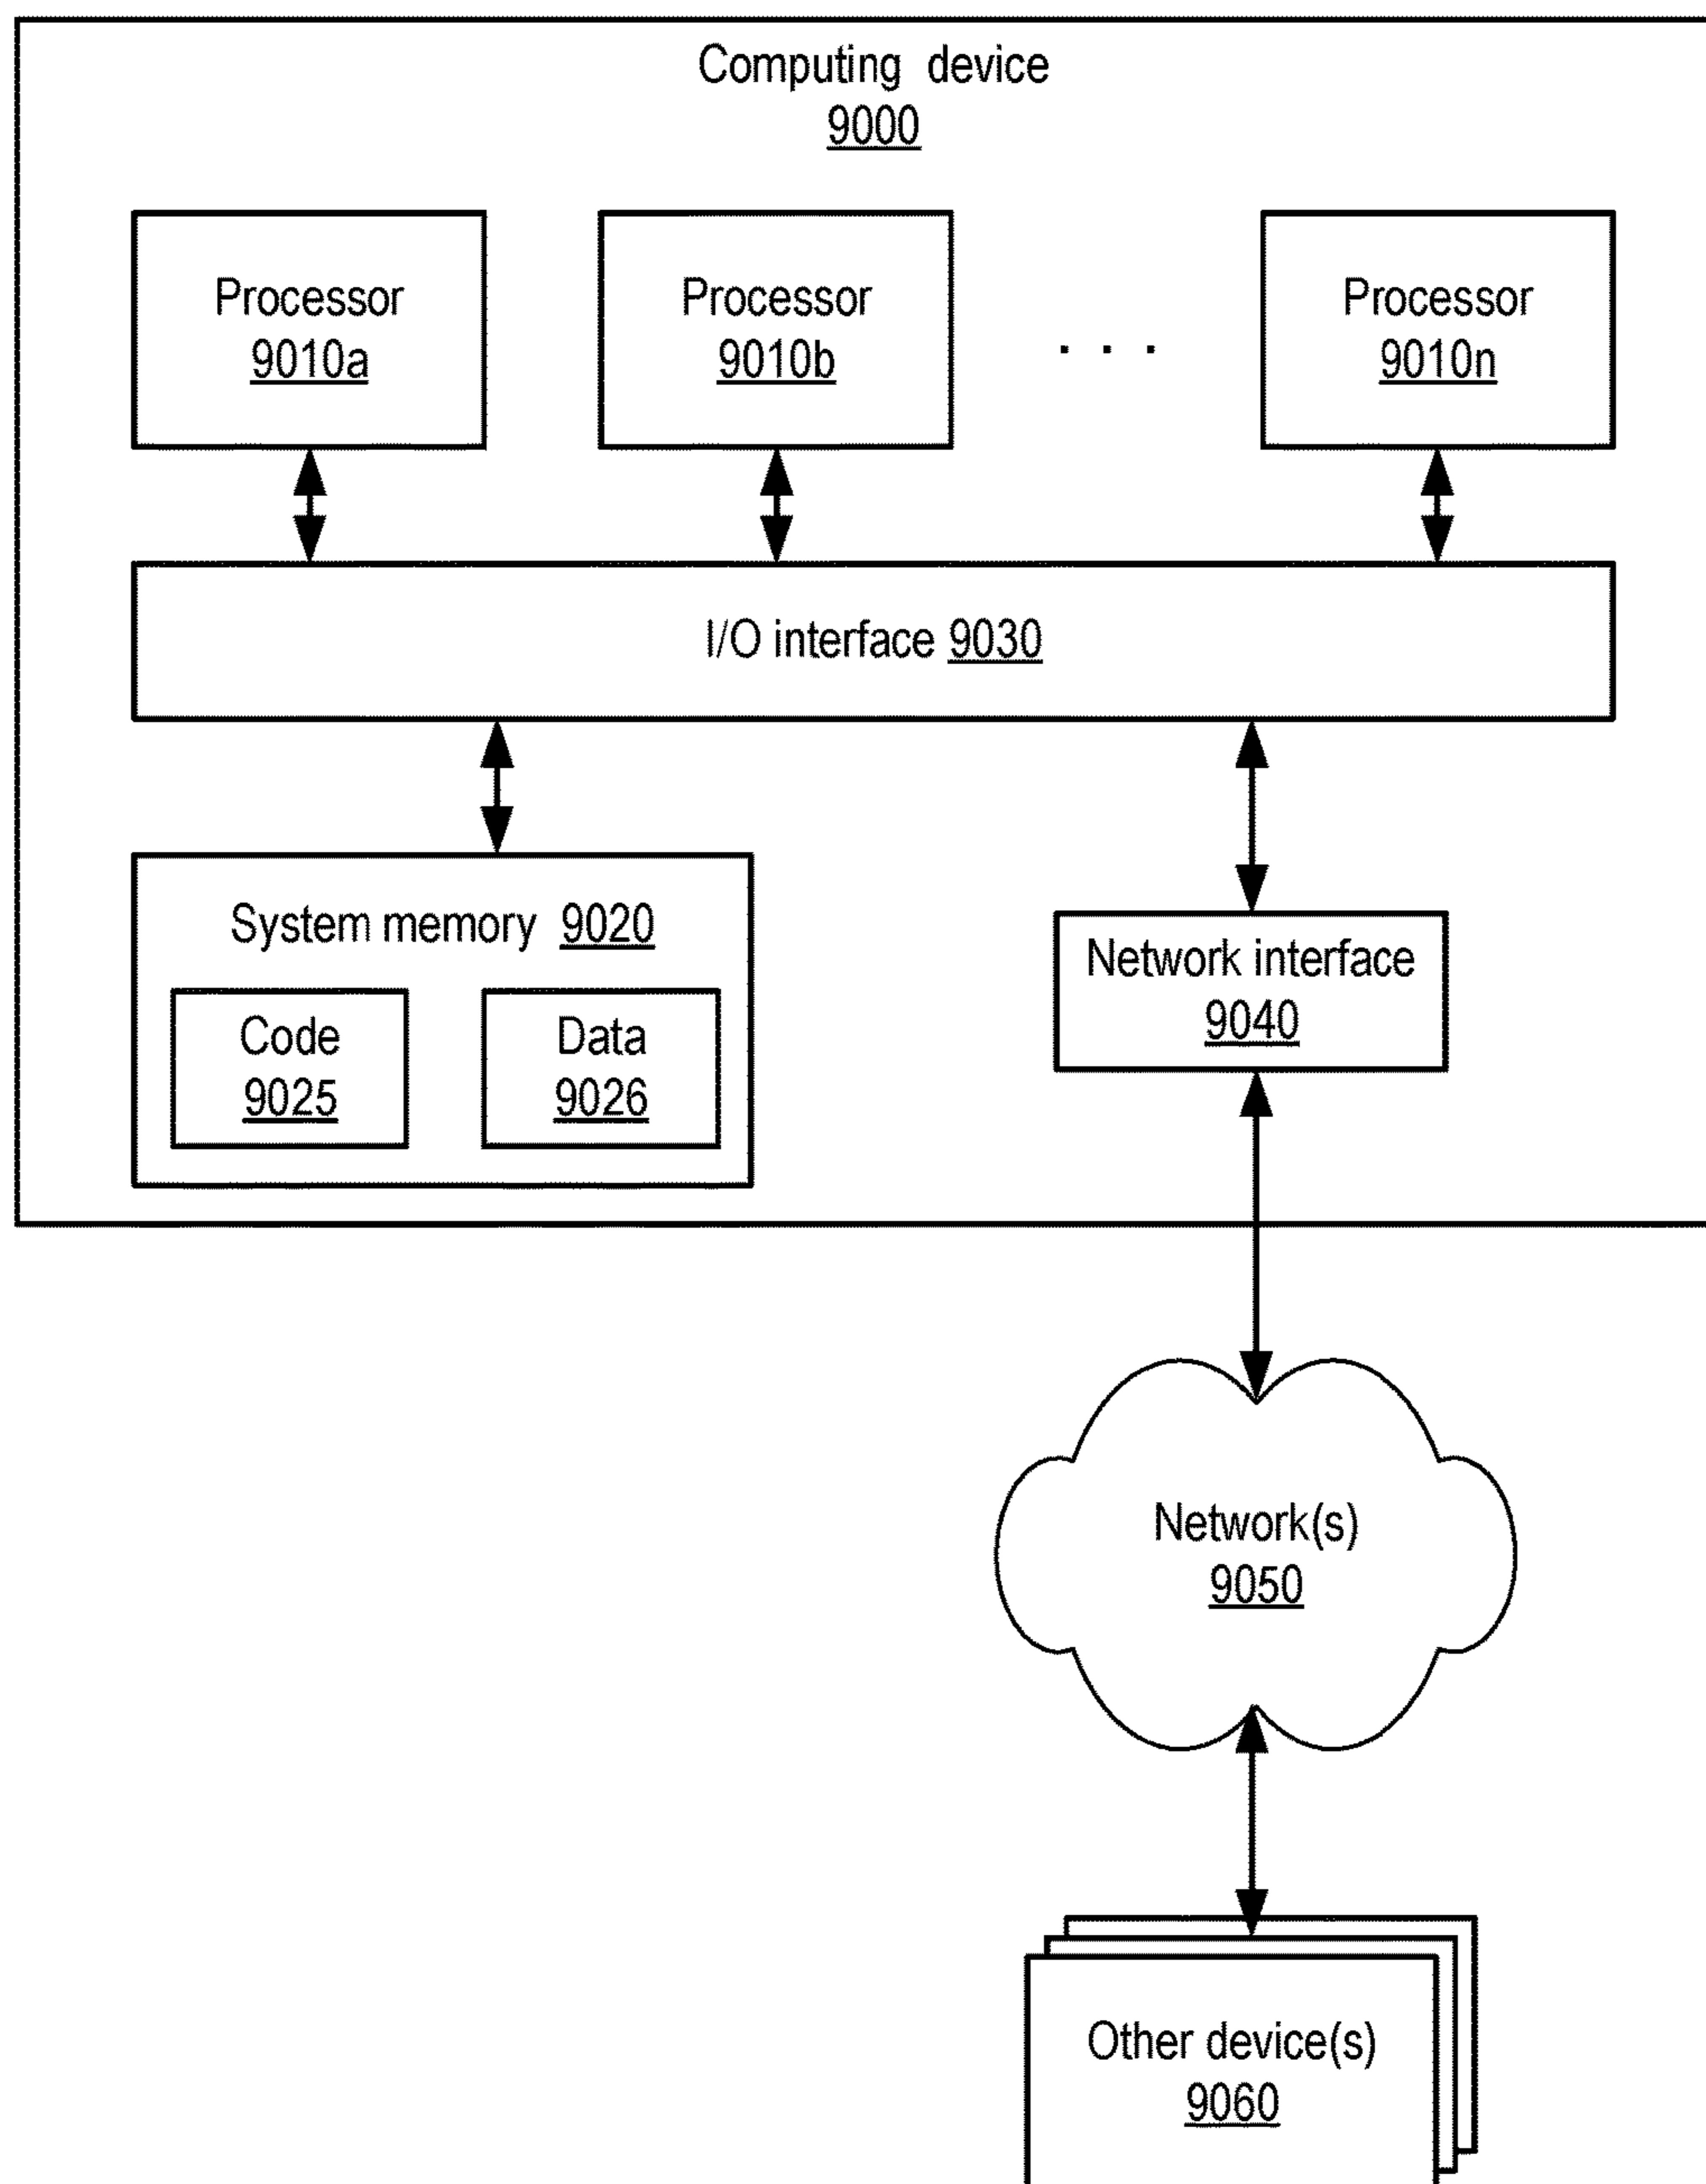 Computing device
9000
Processor
9010a
Processor
9010b
. . .
Processor
9010n
I/O interface 9030
System memory 9020
Code
9025
Data
9026
Network interface
9040
Network(s)
9050
Other device(s)
9060